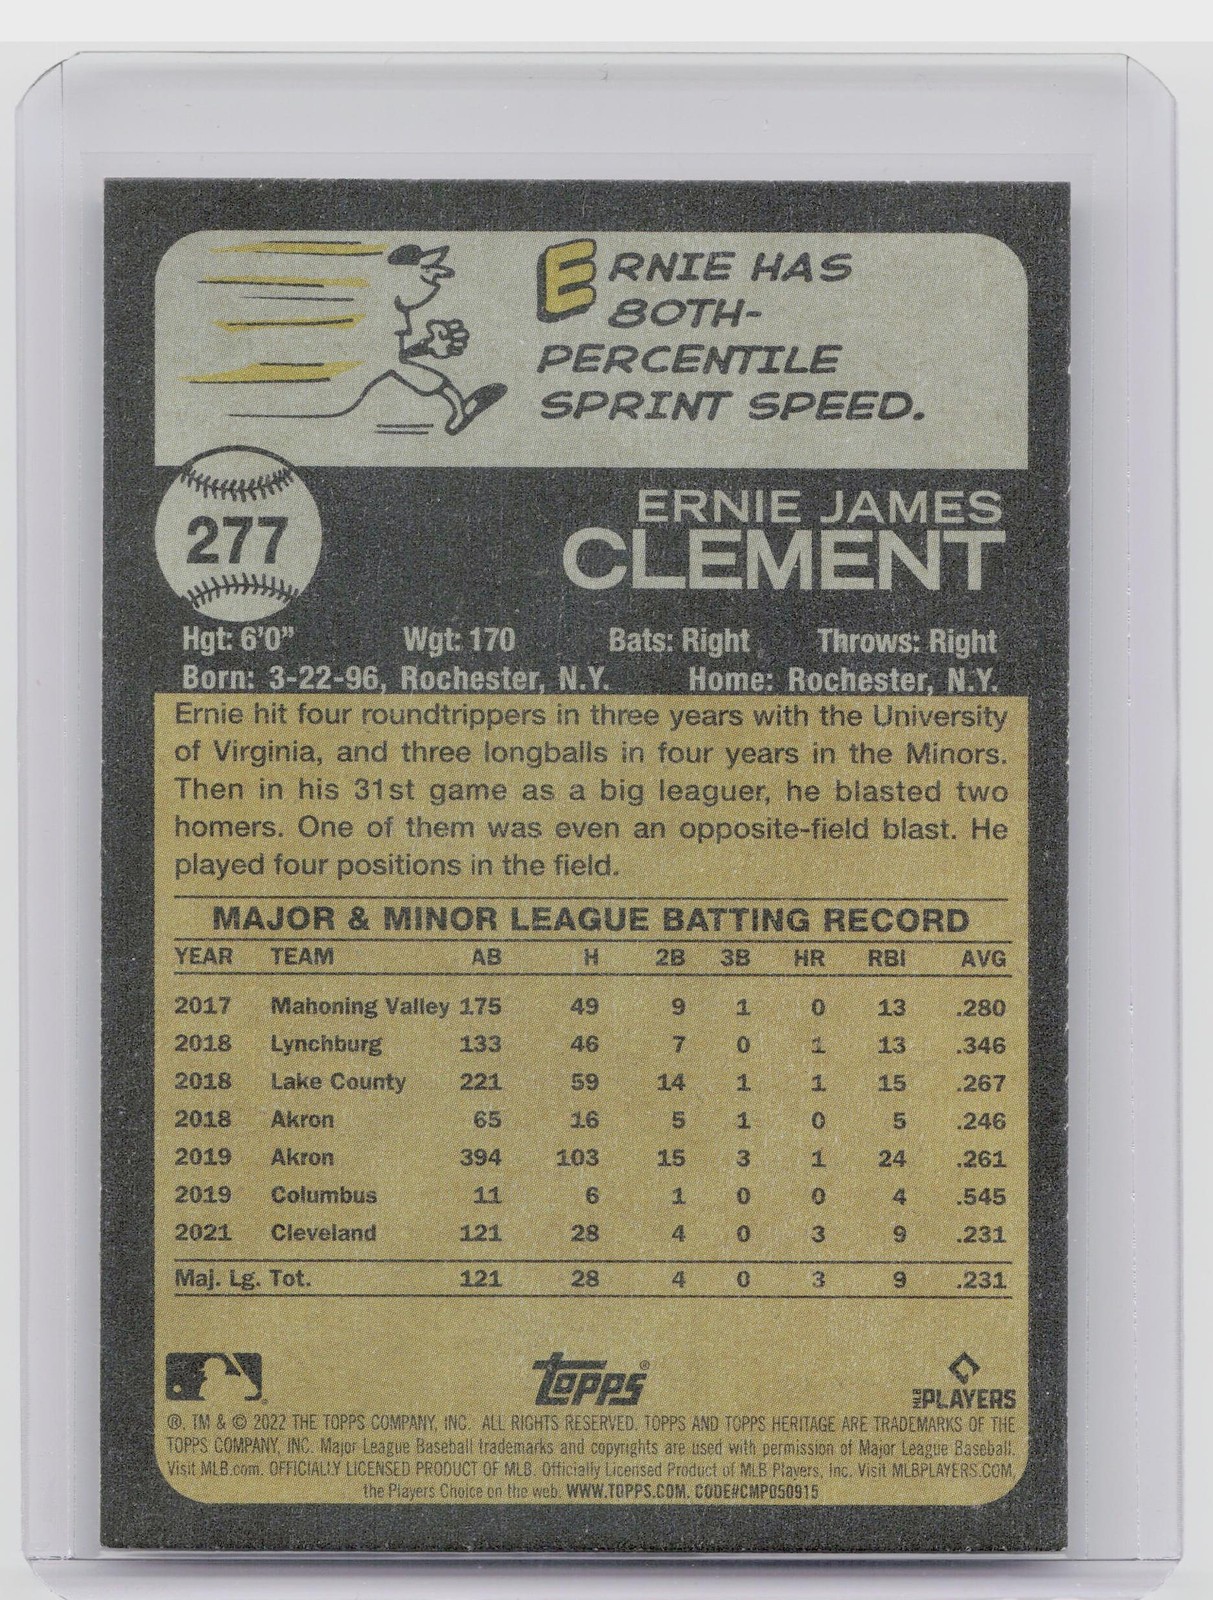 ERNIE HAS
80TH-
PERCENTILE
SPRINT SPEED.
277
ERNIE JAMES
CLEMENT
Hgt: 6'0" Wgt: 170 Bats: Right Throws: Right
Born: 3-22-96, Rochester, N.Y. Home: Rochester, N.Y.
Ernie hit four roundtrippers in three years with the University
of Virginia, and three longballs in four years in the Minors.
Then in his 31st game as a big leaguer, he blasted two
homers. One of them was even an opposite-field blast. He
played four positions in the field.
MAJOR & MINOR LEAGUE BATTING RECORD
YEAR TEAM AB H 2B 3B HR RBI AVG
2017 Mahoning Valley 175 49 9 1 0 13 .280
2018 Lynchburg 133 46 7 0 1 13 .346
2018 Lake County 221 59 14 1 1 15 .267
2018 Akron 65 16 5 1 0 5 .246
2019 Akron 394 103 15 3 1 24 .261
2019 Columbus 11 6 1 0 0 4 .545
2021 Cleveland 121 28 4 0 3 9 .231
Maj. Lg. Tot. 121 28 4 0 3 9 .231
topps®
MLB PLAYERS
®, TM & © 2022 THE TOPPS COMPANY, INC. ALL RIGHTS RESERVED. TOPPS AND TOPPS HERITAGE ARE TRADEMARKS OF THE
TOPPS COMPANY, INC. Major League Baseball trademarks and copyrights are used with permission of Major League Baseball.
Visit MLB.com. OFFICIALLY LICENSED PRODUCT OF MLB. Officially Licensed Product of MLB Players, Inc. Visit MLBPLAYERS.COM,
the Players Choice on the web. WWW.TOPPS.COM. CODE#CMP050915